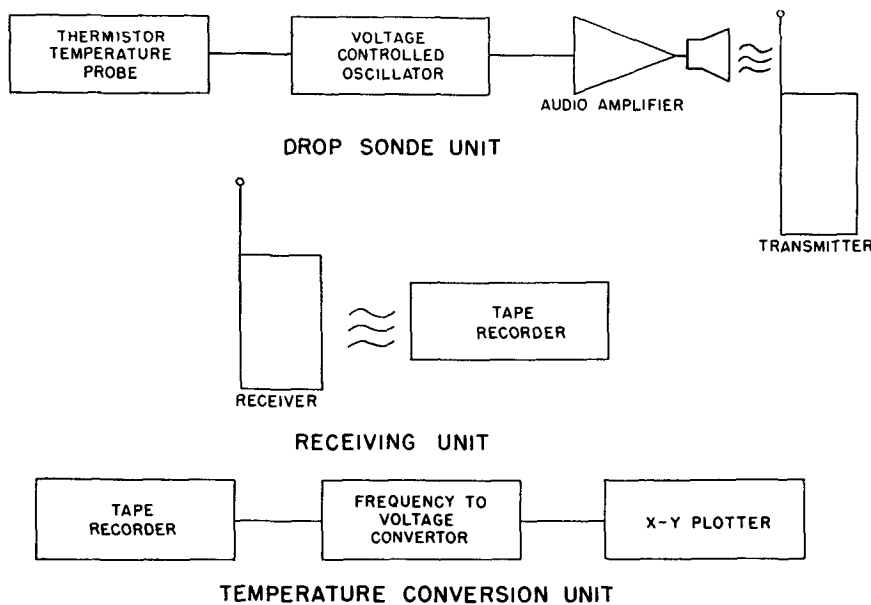 THERMISTOR
TEMPERATURE
PROBE
VOLTAGE
CONTROLLED
OSCILLATOR
AUDIO AMPLIFIER
DROP SONDE UNIT
TRANSMITTER
TAPE
RECORDER
RECEIVER
RECEIVING UNIT
TAPE
RECORDER
FREQUENCY TO
VOLTAGE
CONVERTOR
X-Y PLOTTER
TEMPERATURE CONVERSION UNIT